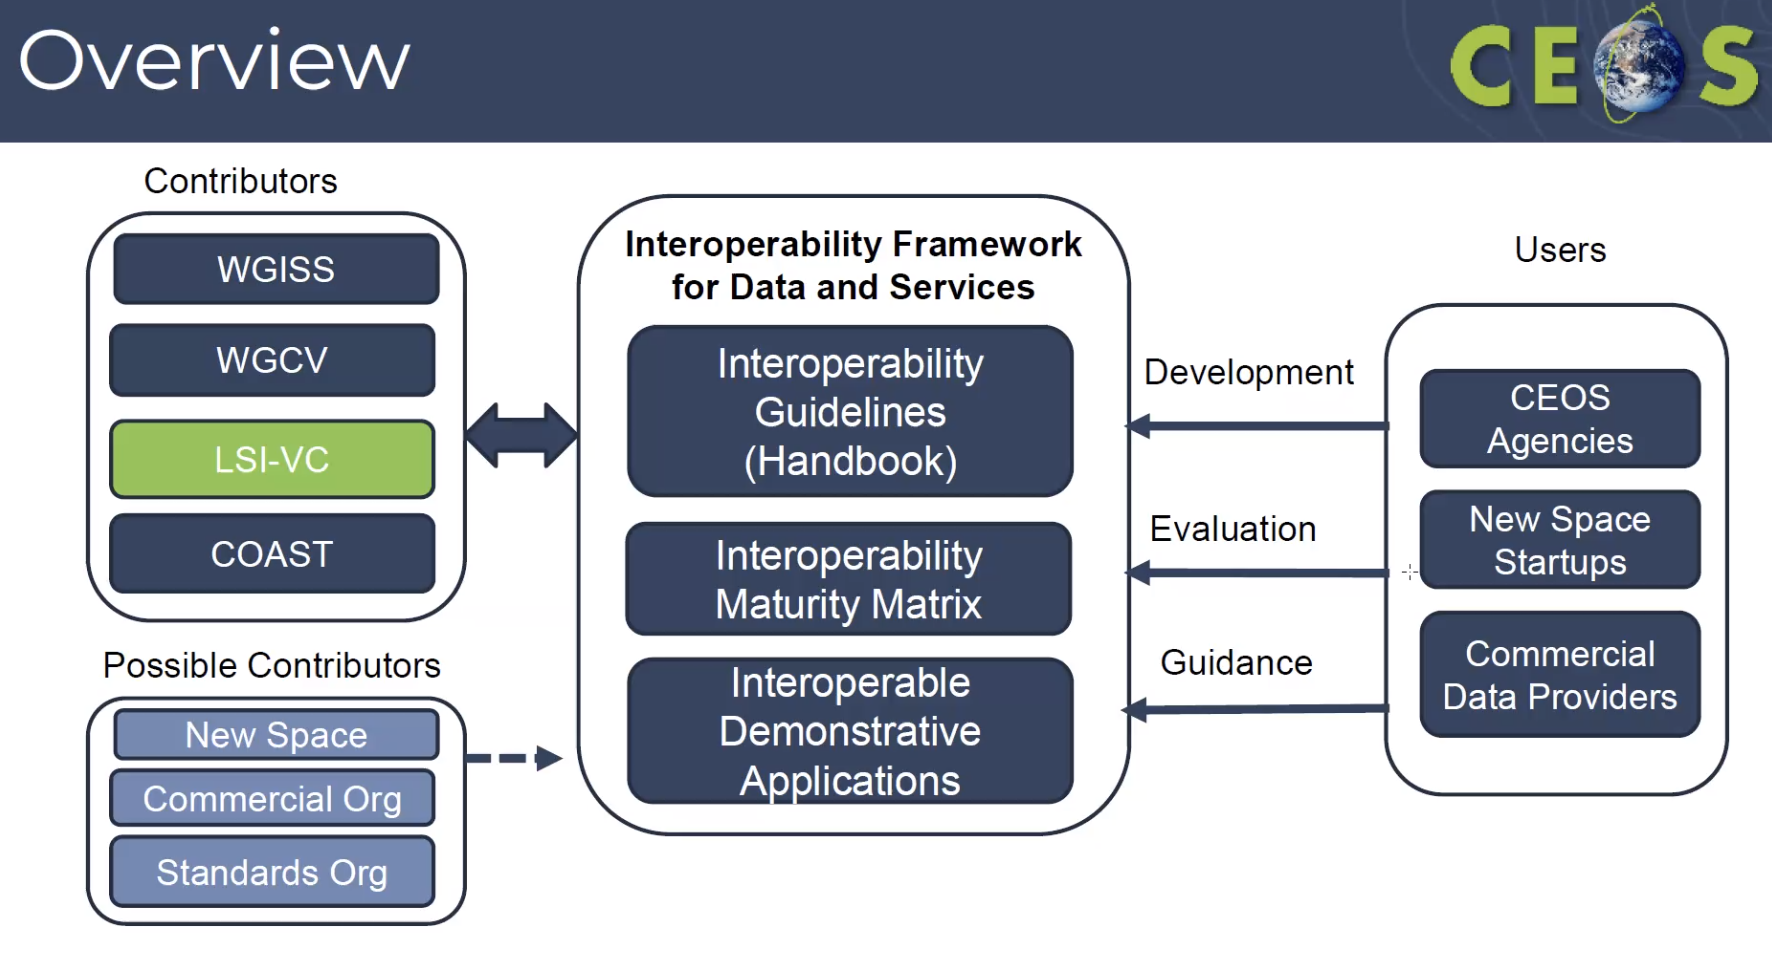 Overview
CEOS
Contributors
WGISS
WGCV
LSI-VC
COAST
Possible Contributors
New Space
Commercial Org
Standards Org
Interoperability Framework
for Data and Services
Interoperability
Guidelines
(Handbook)
Interoperability
Maturity Matrix
Interoperable
Demonstrative
Applications
Development
Evaluation
Guidance
Users
CEOS
Agencies
New Space
Startups
Commercial
Data Providers